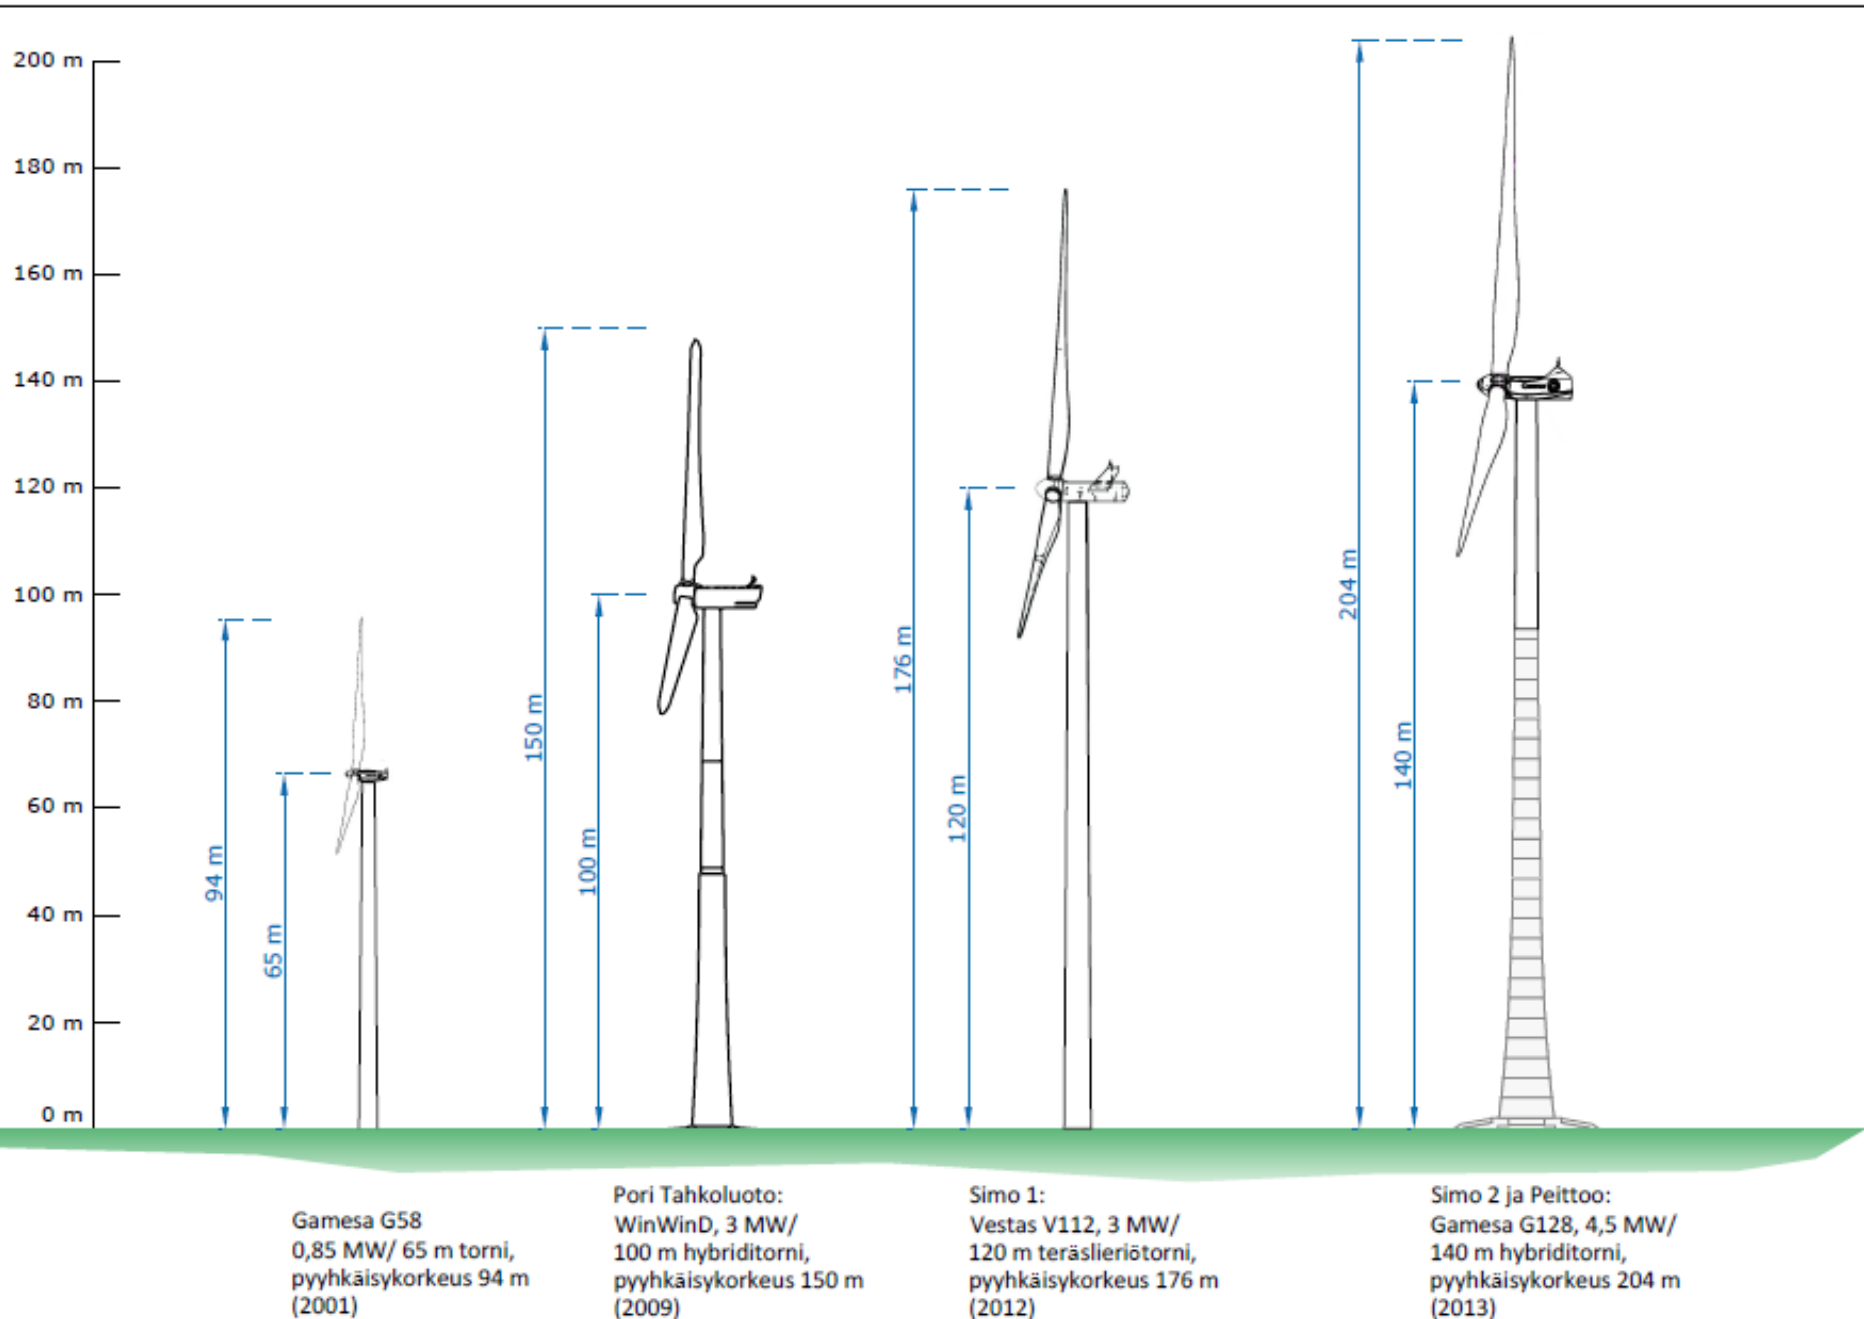 200 m
180 m
160 m
140 m
120 m
100 m
80 m
60 m
40 m
20 m
0 m
94 m
65 m
150 m
100 m
176 m
120 m
204 m
140 m
Gamesa G58
0,85 MW/ 65 m torni,
pyyhkäisykorkeus 94 m
(2001)
Pori Tahkoluoto:
WinWinD, 3 MW/
100 m hybriditorni,
pyyhkäisykorkeus 150 m
(2009)
Simo 1:
Vestas V112, 3 MW/
120 m teräslieriötorni,
pyyhkäisykorkeus 176 m
(2012)
Simo 2 ja Peittoo:
Gamesa G128, 4,5 MW/
140 m hybriditorni,
pyyhkäisykorkeus 204 m
(2013)